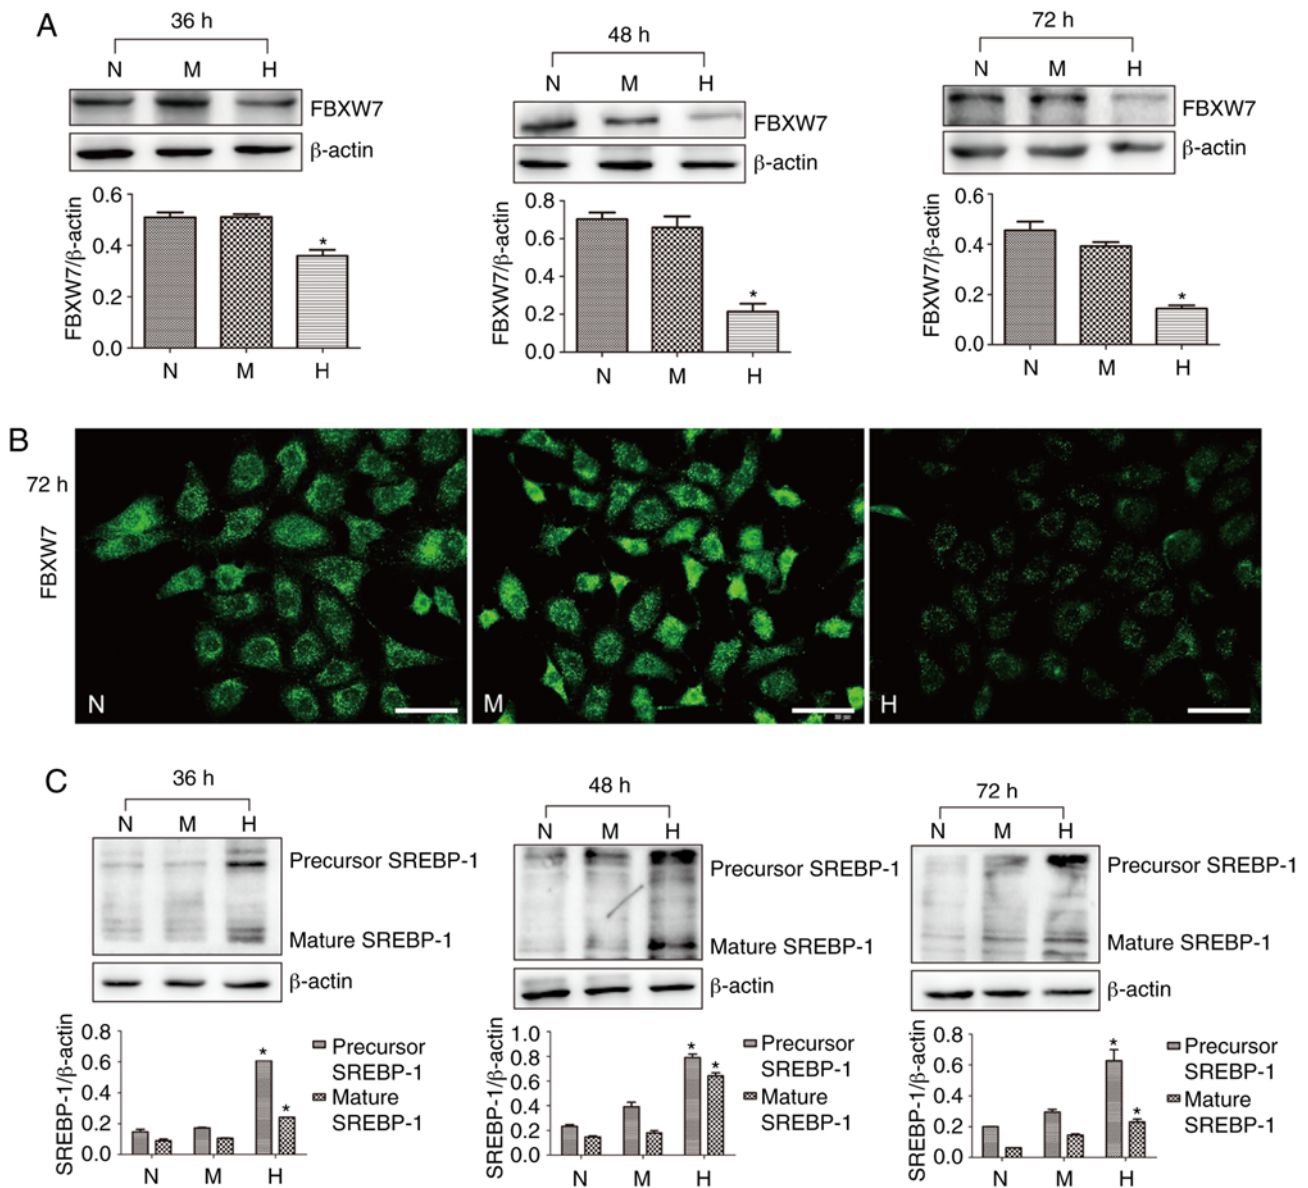 A
36 h
N M H
FBXW7
β-actin
FBXW7/β-actin
0.6
0.4
0.2
0.0
*
N M H
48 h
N M H
FBXW7
β-actin
FBXW7/β-actin
0.8
0.6
0.4
0.2
0.0
*
N M H
72 h
N M H
FBXW7
β-actin
FBXW7/β-actin
0.6
0.4
0.2
0.0
*
N M H
B
72 h
FBXW7
N
M
H
C
36 h
N M H
Precursor SREBP-1
Mature SREBP-1
β-actin
SREBP-1/β-actin
0.8
0.6
0.4
0.2
0.0
*
*
N M H
Precursor
SREBP-1
Mature
SREBP-1
48 h
N M H
Precursor SREBP-1
Mature SREBP-1
β-actin
SREBP-1/β-actin
1.0
0.8
0.6
0.4
0.2
0.0
*
*
N M H
Precursor
SREBP-1
Mature
SREBP-1
72 h
N M H
Precursor SREBP-1
Mature SREBP-1
β-actin
SREBP-1/β-actin
0.8
0.6
0.4
0.2
0.0
*
*
N M H
Precursor
SREBP-1
Mature
SREBP-1